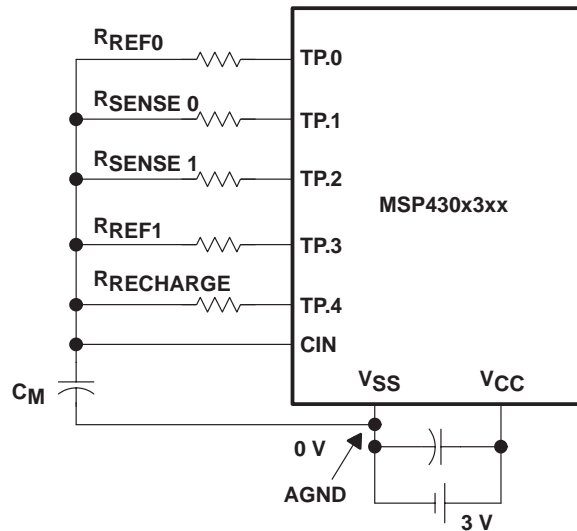 RREF0
TP.0
RSENSE 0
TP.1
RSENSE 1
TP.2
MSP430x3xx
RREF1
TP.3
RRECHARGE
TP.4
CIN
CM
VSS
VCC
0 V
AGND
3 V